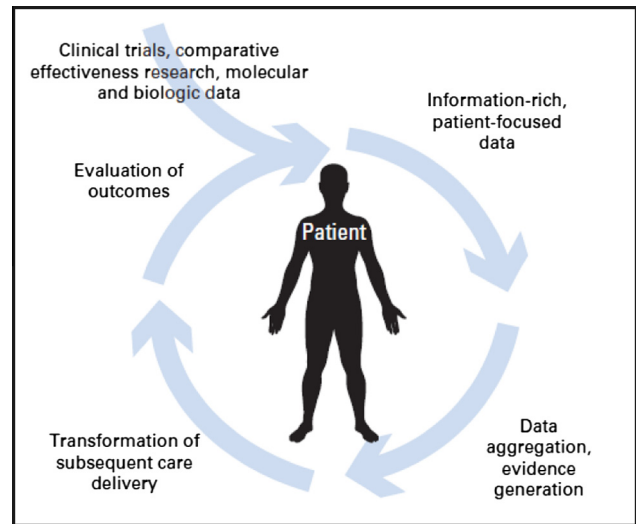 Clinical trials, comparative
effectiveness research, molecular
and biologic data
Information-rich,
patient-focused
data
Evaluation of
outcomes
Patient
Transformation of
subsequent care
delivery
Data
aggregation,
evidence
generation